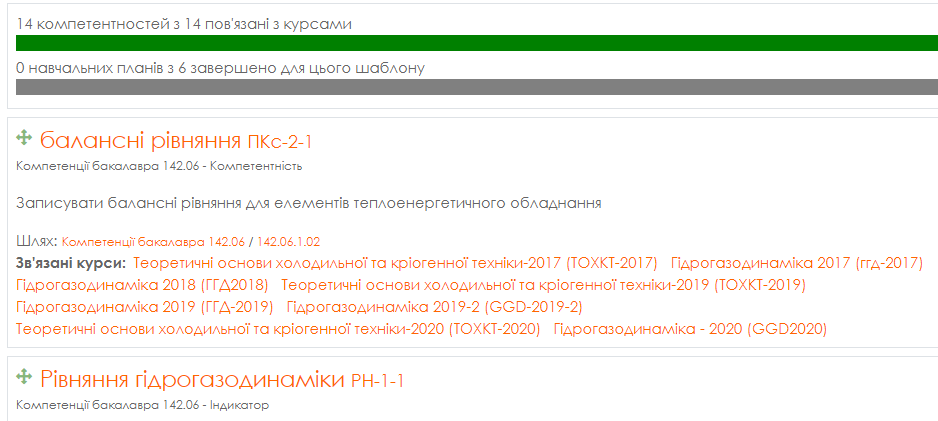 14 компетентностей з 14 пов'язані з курсами
0 навчальних планів з 6 завершено для цього шаблону
балансні рівняння ПКс-2-1
Компетенції бакалавра 142.06 - Компетентність
Записувати балансні рівняння для елементів теплоенергетичного обладнання
Шлях: Компетенції бакалавра 142.06 / 142.06.1.02
Зв'язані курси: Теоретичні основи холодильної та кріогенної техніки-2017 (ТОХКТ-2017) Гідрогазодинаміка 2017 (ггд-2017)
Гідрогазодинаміка 2018 (ГГД2018) Теоретичні основи холодильної та кріогенної техніки-2019 (ТОХКТ-2019)
Гідрогазодинаміка 2019 (ГГД-2019) Гідрогазодинаміка 2019-2 (GGD-2019-2)
Теоретичні основи холодильної та кріогенної техніки-2020 (ТОХКТ-2020) Гідрогазодинаміка - 2020 (GGD2020)
Рівняння гідрогазодинаміки РН-1-1
Компетенції бакалавра 142.06 - Індикатор